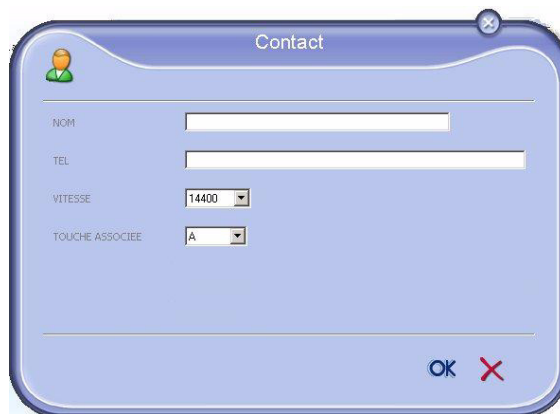 Contact
NOM
TEL
VITESSE 14400
TOUCHE ASSOCIEE A
OK